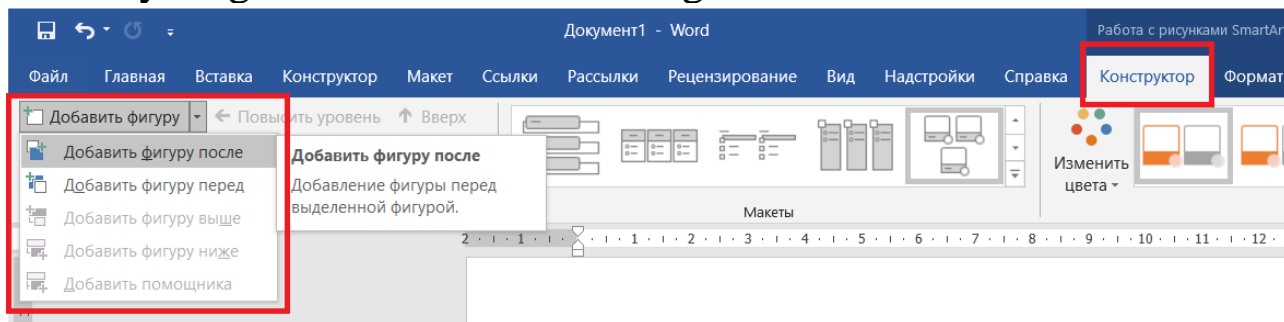 Документ1 - Word
Работа с рисунками SmartAr
Файл Главная Вставка Конструктор Макет Ссылки Рассылки Рецензирование Вид Надстройки Справка Конструктор Формат
Добавить фигуру Повысить уровень Вверх
Добавить фигуру после
Добавить фигуру перед
Добавить фигуру выше
Добавить фигуру ниже
Добавить помощника
Добавить фигуру после
Добавление фигуры перед
выделенной фигурой.
Макеты
Изменить
цвета
2 1 1 2 3 4 5 6 7 8 9 10 11 12